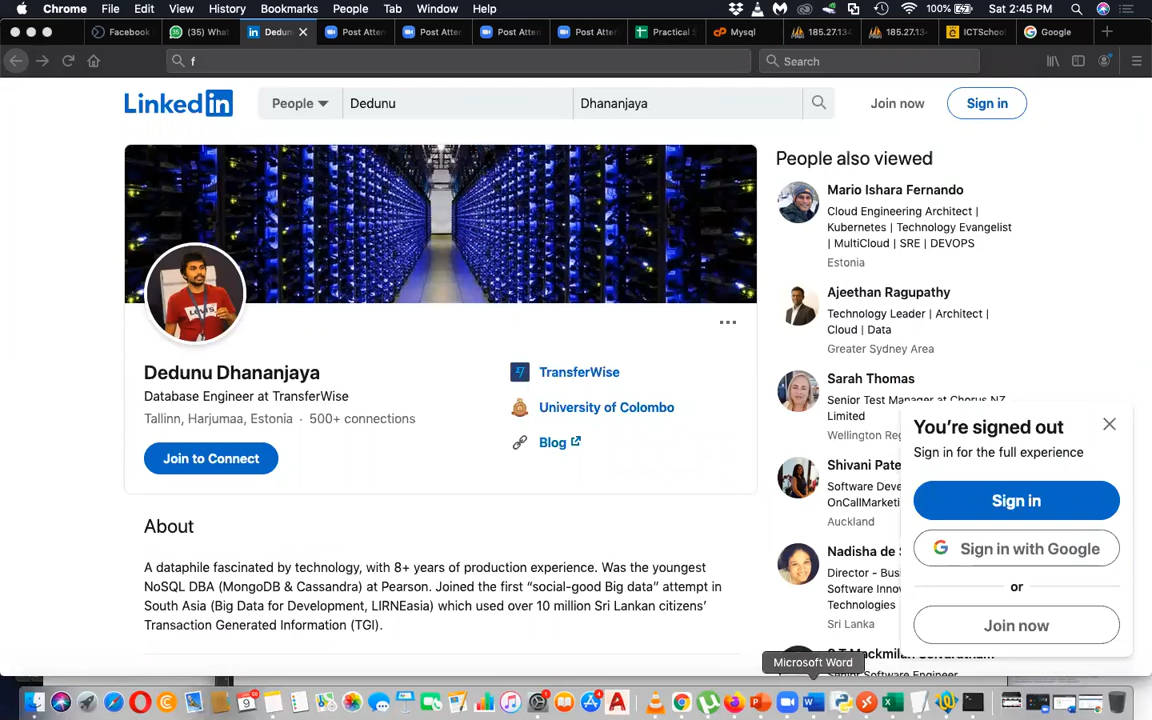 Chrome File Edit View History Bookmarks People Tab Window Help 100% Sat 2:45 PM
Facebook (35) What Dedun Post Atten Post Atten Post Atten Post Atten Practical Mysql 185.27.13 185.27.13 ICTSchool Google
f Search
Linked in People Dedunu Dhananjaya Join now Sign in
People also viewed
Mario Ishara Fernando
Cloud Engineering Architect |
Kubernetes | Technology Evangelist
| MultiCloud | SRE | DEVOPS
Estonia
Ajeethan Ragupathy
Technology Leader | Architect |
Cloud | Data
Greater Sydney Area
Sarah Thomas
Senior Test Manager at Chorus NZ
Limited
Wellington Reg
Shivani Pate
Software Deve
OnCallMarketi
Auckland
Nadisha de S
Director - Bus
Software Innov
Technologies
Sri Lanka
Dedunu Dhananjaya
Database Engineer at TransferWise
Tallinn, Harjumaa, Estonia · 500+ connections
Join to Connect
TransferWise
University of Colombo
Blog
About
A dataphile fascinated by technology, with 8+ years of production experience. Was the youngest
NoSQL DBA (MongoDB & Cassandra) at Pearson. Joined the first “social-good Big data” attempt in
South Asia (Big Data for Development, LIRNEasia) which used over 10 million Sri Lankan citizens’
Transaction Generated Information (TGI).
You’re signed out
Sign in for the full experience
Sign in
Sign in with Google
or
Join now
Microsoft Word